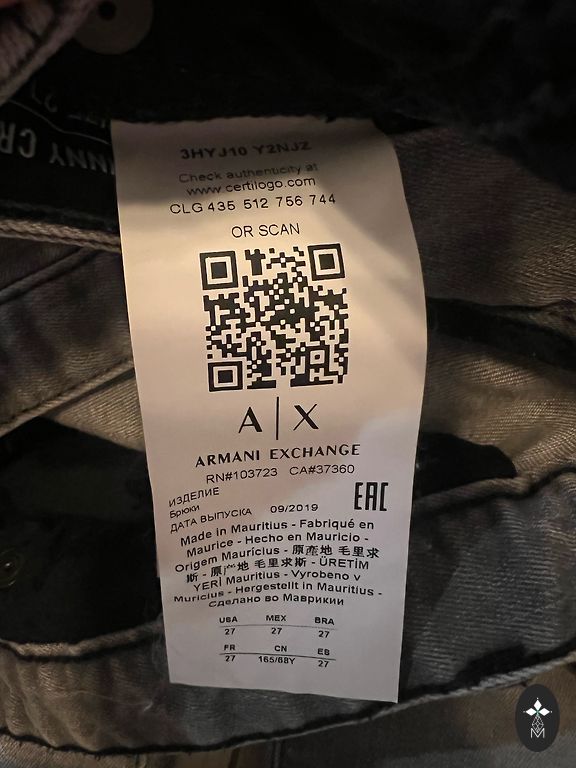 3HYJ10 Y2NJZ
Check authenticity at
www.certilogo.com
CLG 435 512 756 744
OR SCAN
A|X
ARMANI EXCHANGE
RN#103723 CA#37360
ИЗДЕЛИЕ
Брюки
ДАТА ВЫПУСКА 09/2019
EAC
Made in Mauritius - Fabriqué en
Maurice - Hecho en Mauricio -
Origem Maurícius - 原產地 毛里求
斯 - 原产地 毛里求斯 - ÜRETİM
YERİ Mauritius - Vyrobeno v
Muricius - Hergestellt in Mauritius -
Сделано во Маврикии
USA MEX BRA
27 27 27
FR CN ES
27 165/68Y 27
M